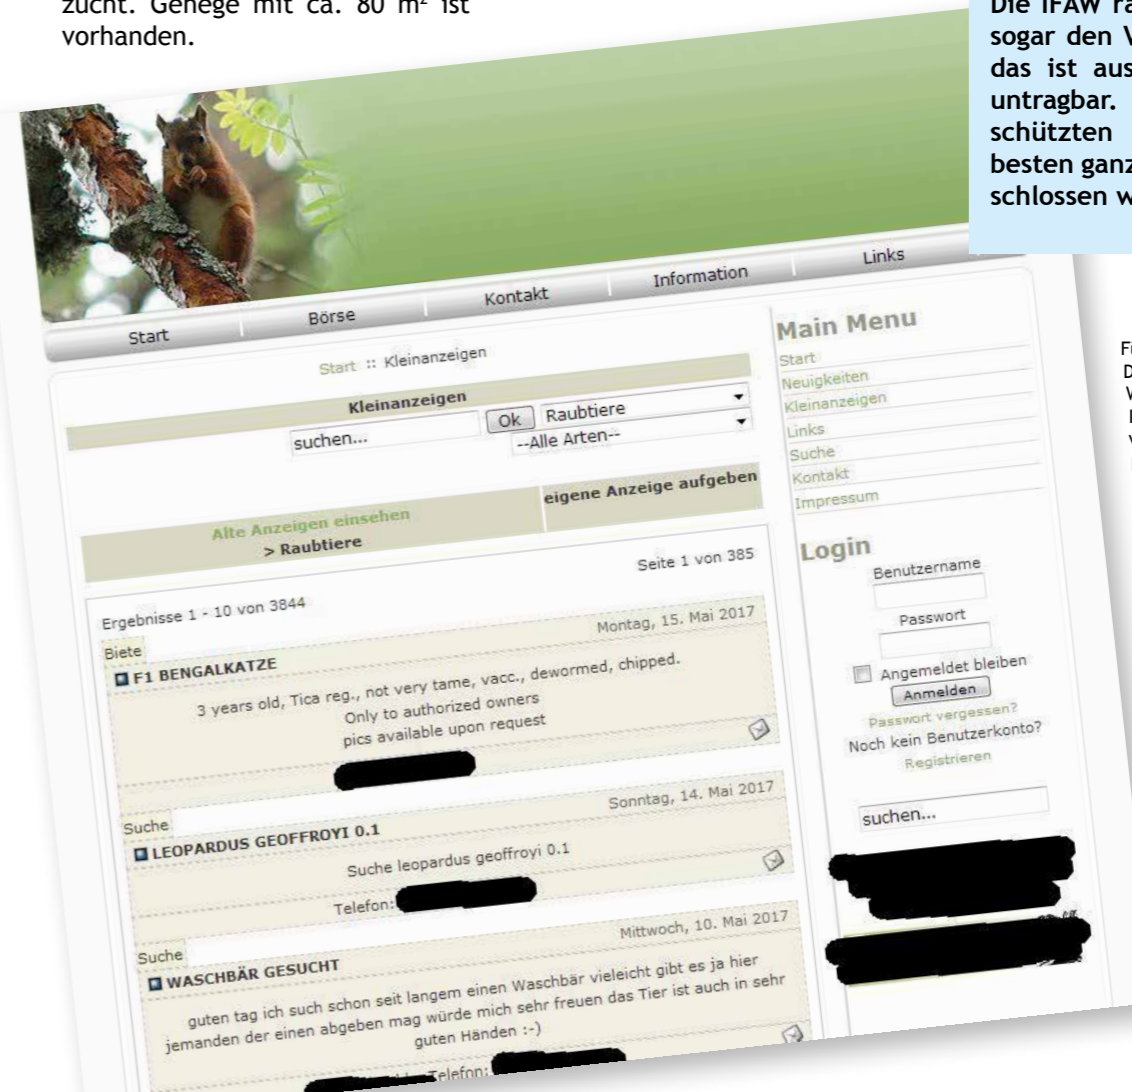 zucht. Gehege mit ca. 80 m² ist
vorhanden.
Die IFAW
sogar den
das ist
untragbar.
schützten
besten ganz
schlossen
Start
Börse
Kontakt
Information
Links
Start :: Kleinanzeigen
Kleinanzeigen
suchen...
Ok
Raubtiere
--Alle Arten--
Alte Anzeigen einsehen
> Raubtiere
eigene Anzeige aufgeben
Ergebnisse 1 - 10 von 3844
Seite 1 von 385
Biete
Montag, 15. Mai 2017
F1 BENGALKATZE
3 years old, Tica reg., not very tame, vacc., dewormed, chipped.
Only to authorized owners
pics available upon request
Suche
Sonntag, 14. Mai 2017
LEOPARDUS GEOFFROYI 0.1
Suche leopardus geoffroyi 0.1
Telefon:
Suche
Mittwoch, 10. Mai 2017
WASCHBÄR GESUCHT
guten tag ich such schon seit langem einen Waschbär vieleicht gibt es ja hier
jemanden der einen abgeben mag würde mich sehr freuen das Tier ist auch in sehr
guten Händen :-)
Telefon:
Main Menu
Start
Neuigkeiten
Kleinanzeigen
Links
Suche
Kontakt
Impressum
Login
Benutzername
Passwort
Angemeldet bleiben
Anmelden
Passwort vergessen?
Noch kein Benutzerkonto?
Registrieren
suchen...